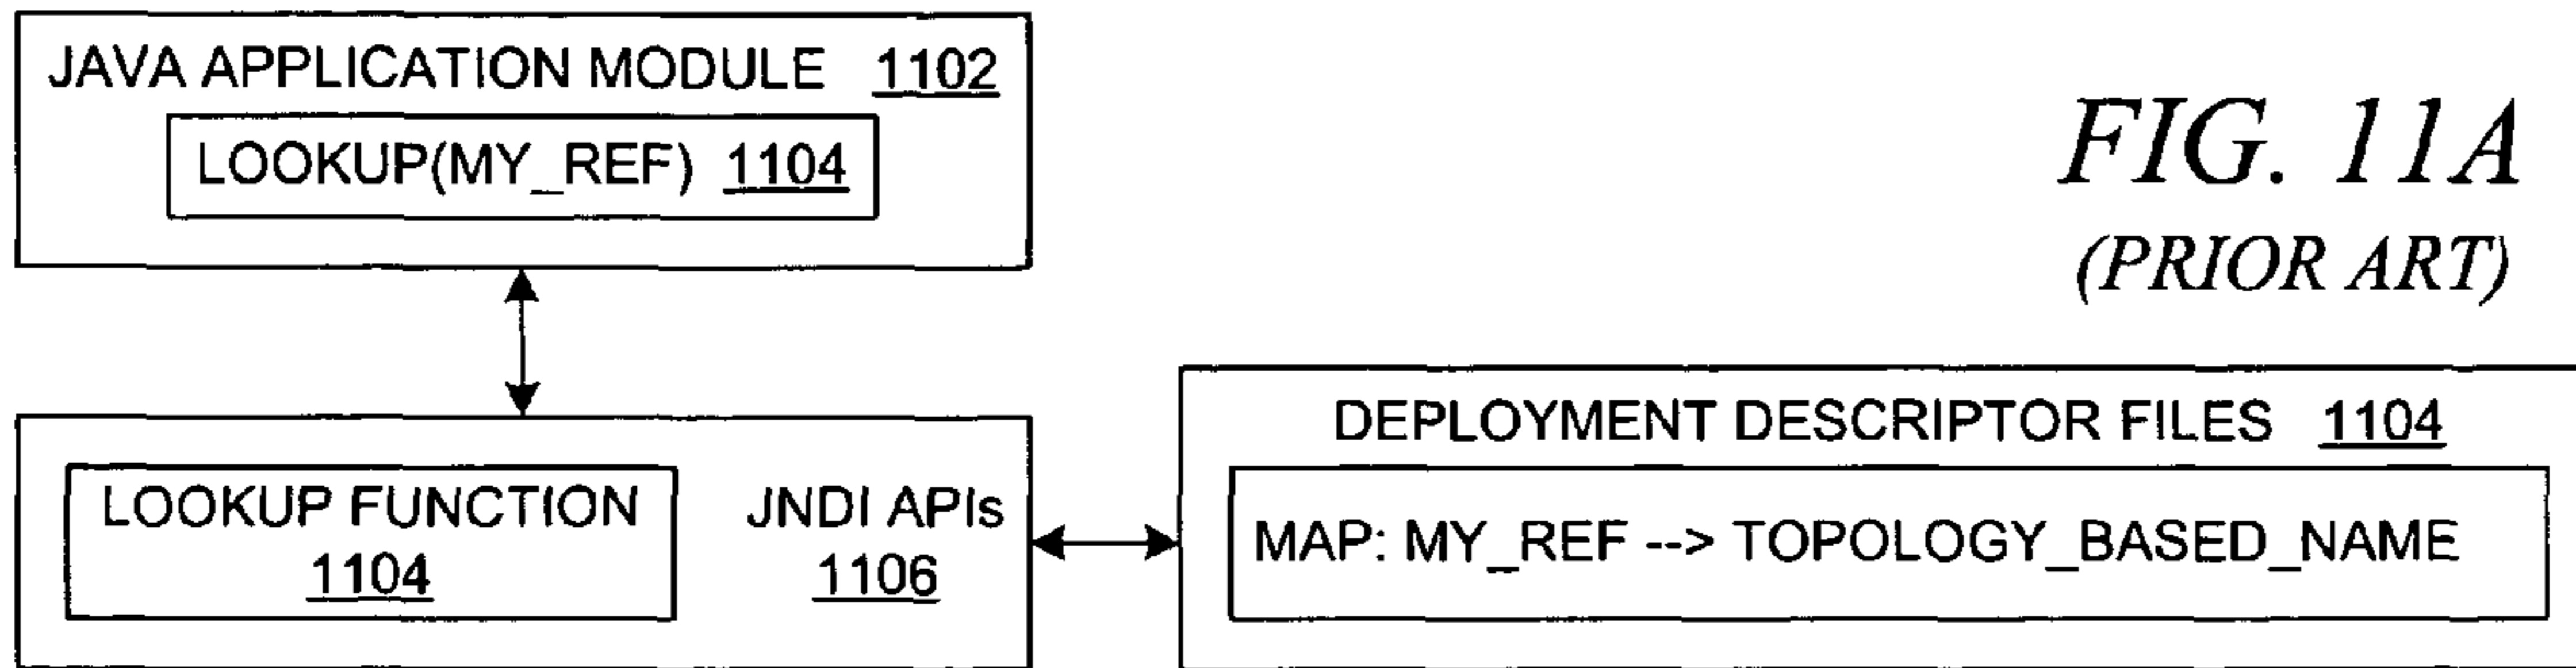 JAVA APPLICATION MODULE 1102
LOOKUP(MY_REF) 1104
FIG. 11A
(PRIOR ART)
LOOKUP FUNCTION
1104
JNDI APIs
1106
DEPLOYMENT DESCRIPTOR FILES 1104
MAP: MY_REF --> TOPOLOGY_BASED_NAME